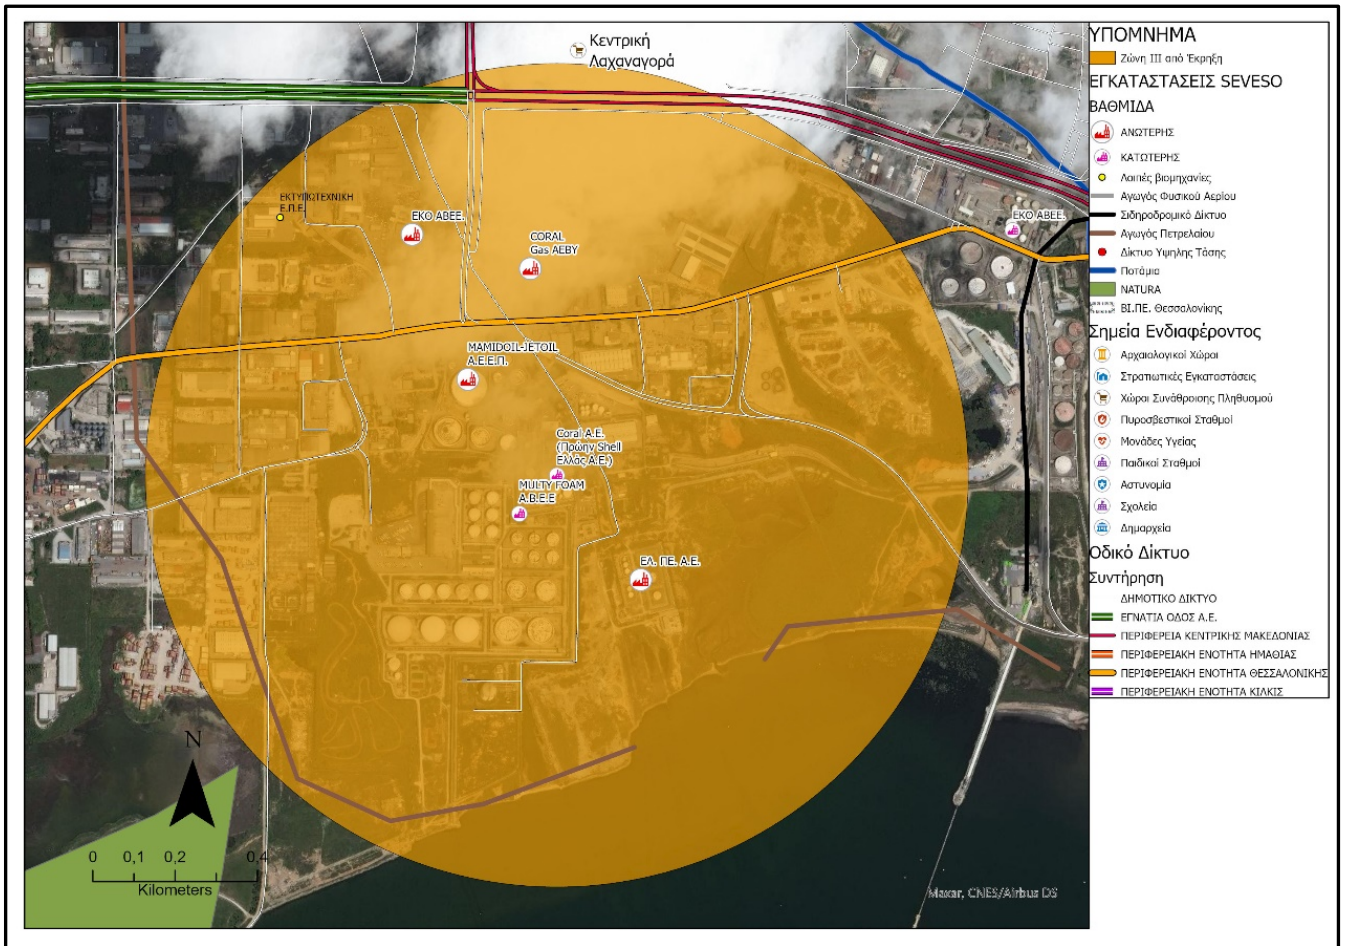 Κεντρική
Λαχαναγορά
ΕΚΤΥΠΩΤΕΧΝΙΚΗ
Ε.Π.Ε.
ΕΚΟ ΑΒΕΕ.
CORAL
Gas ΑΕΒΥ
ΕΚΟ ΑΒΕΕ.
MAMIDOIL-JETOIL
Α.Ε.Ε.Π.
Coral Α.Ε.
(Πρώην Shell
Ελλάς Α.Ε.)
MULTY FOAM
Α.Β.Ε.Ε
ΕΛ. ΠΕ. Α.Ε.
N
0 0,1 0,2 0,4
Kilometers
Maxar, CNES/Airbus DS
ΥΠΟΜΝΗΜΑ
Ζώνη ΙΙΙ από Έκρηξη
ΕΓΚΑΤΑΣΤΑΣΕΙΣ SEVESO
ΒΑΘΜΙΔΑ
ΑΝΩΤΕΡΗΣ
ΚΑΤΩΤΕΡΗΣ
Λοιπές βιομηχανίες
Αγωγός Φυσικού Αερίου
Σιδηροδρομικό Δίκτυο
Αγωγός Πετρελαίου
Δίκτυο Υψηλης Τάσης
Ποτάμια
NATURA
ΒΙ.ΠΕ. Θεσσαλονίκης
Σημεία Ενδιαφέροντος
Αρχαιολογικοί Χώροι
Στρατιωτικές Εγκαταστάσεις
Χώροι Συνάθροισης Πληθυσμού
Πυροσβεστικοί Σταθμοί
Μονάδες Υγείας
Παιδικοί Σταθμοί
Αστυνομία
Σχολεία
Δημαρχεία
Οδικό Δίκτυο
Συντήρηση
ΔΗΜΟΤΙΚΟ ΔΙΚΤΥΟ
ΕΓΝΑΤΙΑ ΟΔΟΣ Α.Ε.
ΠΕΡΙΦΕΡΕΙΑ ΚΕΝΤΡΙΚΗΣ ΜΑΚΕΔΟΝΙΑΣ
ΠΕΡΙΦΕΡΕΙΑΚΗ ΕΝΟΤΗΤΑ ΗΜΑΘΙΑΣ
ΠΕΡΙΦΕΡΕΙΑΚΗ ΕΝΟΤΗΤΑ ΘΕΣΣΑΛΟΝΙΚΗΣ
ΠΕΡΙΦΕΡΕΙΑΚΗ ΕΝΟΤΗΤΑ ΚΙΛΚΙΣ